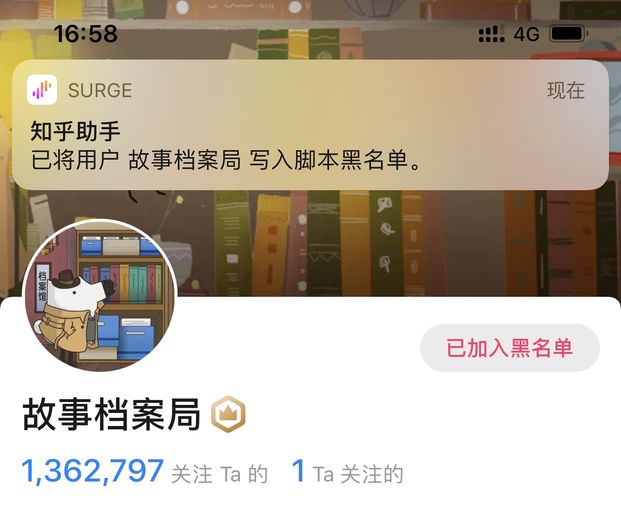 16:58
4G
SURGE
现在
知乎助手
已将用户 故事档案局 写入脚本黑名单。
档案馆
已加入黑名单
故事档案局
1,362,797 关注 Ta 的 1 Ta 关注的